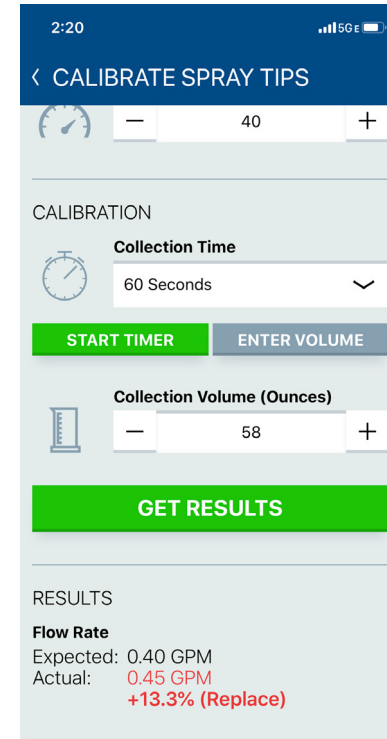 2:20 5G E
‹ CALIBRATE SPRAY TIPS
− 40 +
CALIBRATION
Collection Time
60 Seconds
START TIMER ENTER VOLUME
Collection Volume (Ounces)
− 58 +
GET RESULTS
RESULTS
Flow Rate
Expected: 0.40 GPM
Actual: 0.45 GPM
+13.3% (Replace)